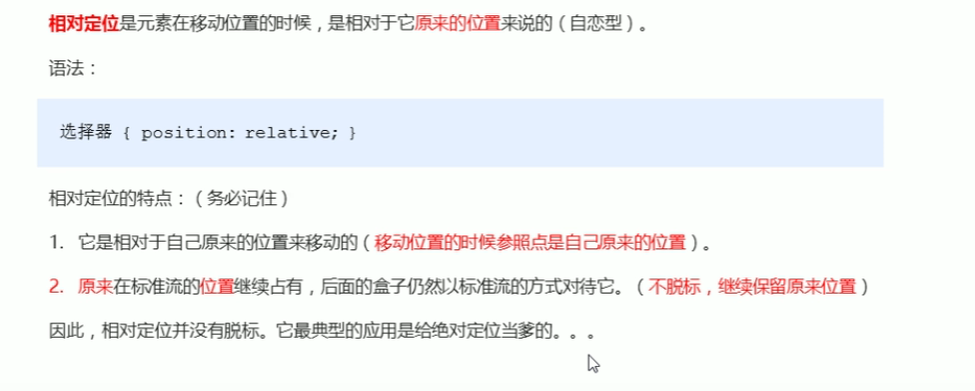 相对定位是元素在移动位置的时候，是相对于它原来的位置来说的（自恋型）。
语法：
选择器 { position: relative; }
相对定位的特点：（务必记住）
1. 它是相对于自己原来的位置来移动的（移动位置的时候参照点是自己原来的位置）。
2. 原来在标准流的位置继续占有，后面的盒子仍然以标准流的方式对待它。（不脱标，继续保留原来位置）
因此，相对定位并没有脱标。它最典型的应用是给绝对定位当爹的。。。